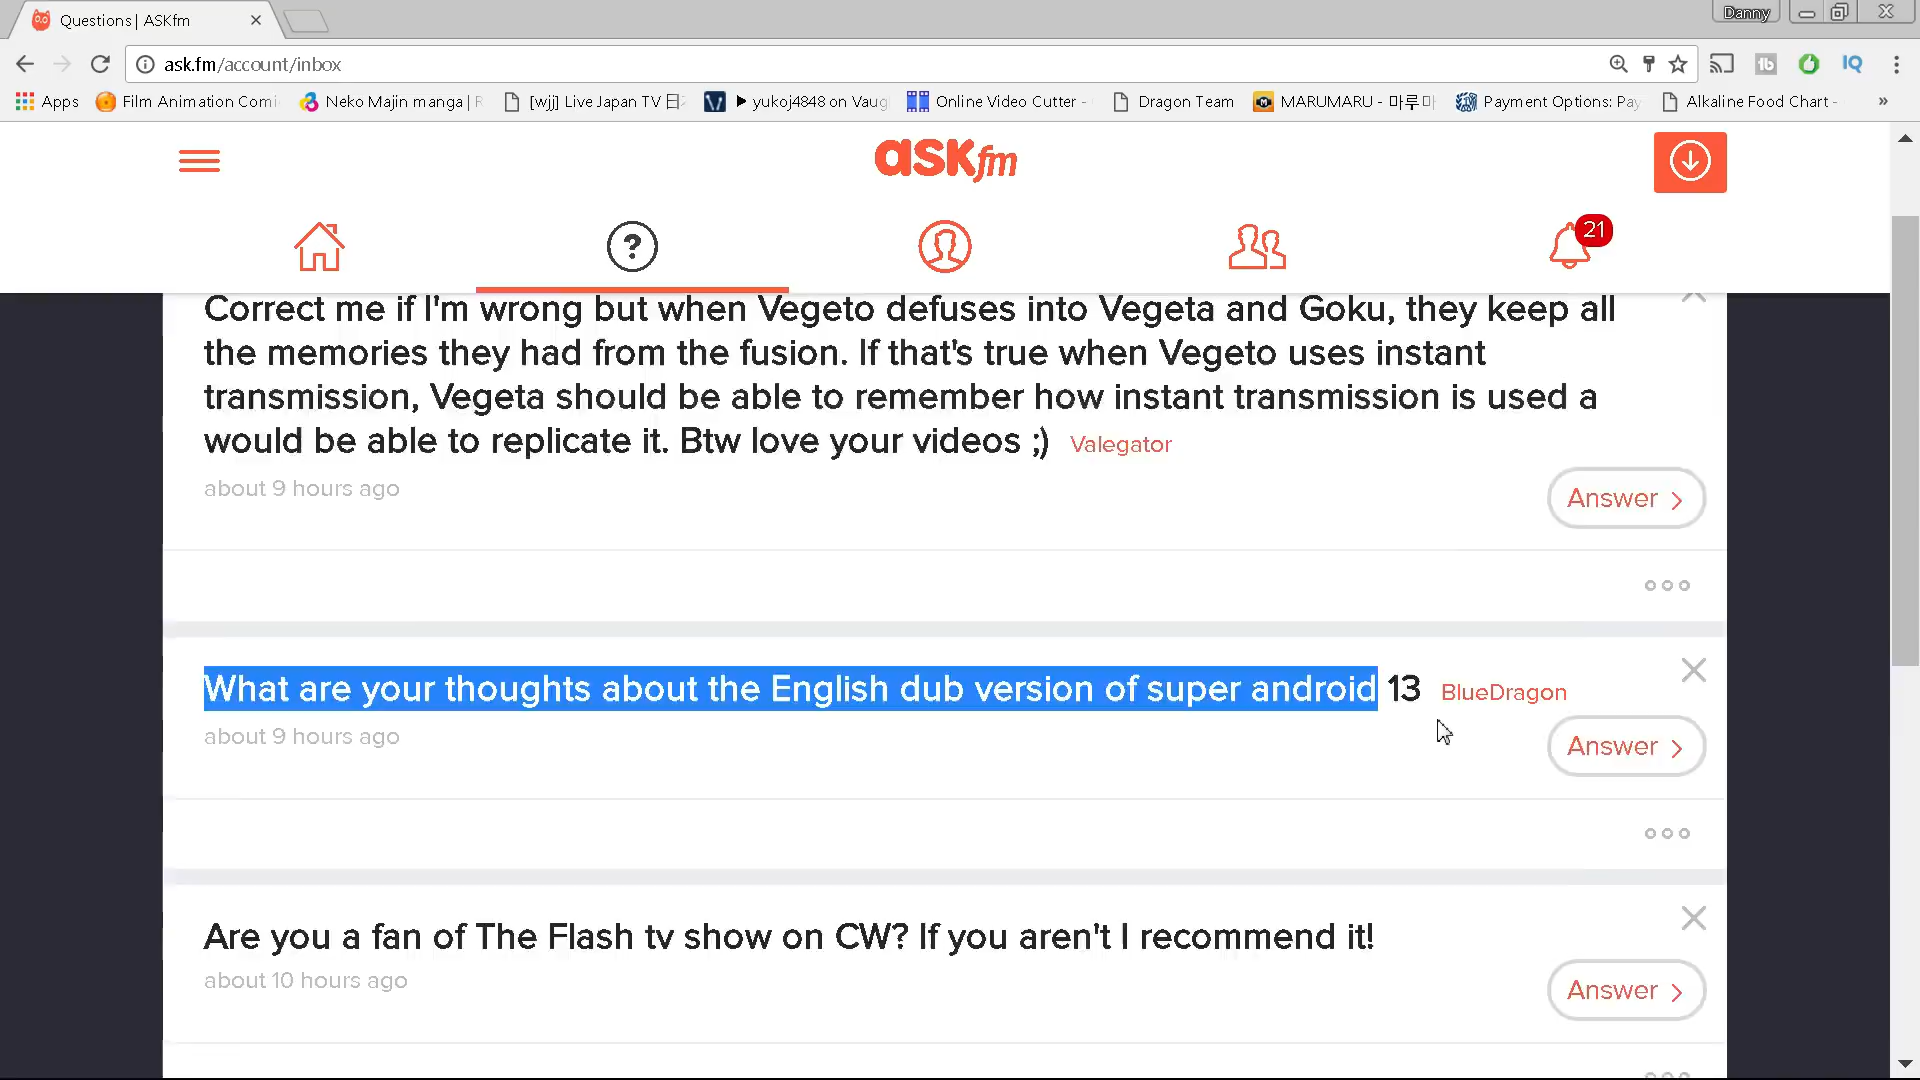 Questions | ASKfm
Danny
ask.fm/account/inbox
Apps
Film Animation Comi
Neko Majin manga | R
[wjj] Live Japan TV 日
▶ yukoj4848 on Vaug
Online Video Cutter -
Dragon Team
MARUMARU - 마루마
Payment Options: Pay
Alkaline Food Chart -
»
ASKfm
21
Correct me if I'm wrong but when Vegeto defuses into Vegeta and Goku, they keep all
the memories they had from the fusion. If that's true when Vegeto uses instant
transmission, Vegeta should be able to remember how instant transmission is used a
would be able to replicate it. Btw love your videos ;) Valegator
about 9 hours ago
Answer >
What are your thoughts about the English dub version of super android 13 BlueDragon
about 9 hours ago
Answer >
Are you a fan of The Flash tv show on CW? If you aren't I recommend it!
about 10 hours ago
Answer >